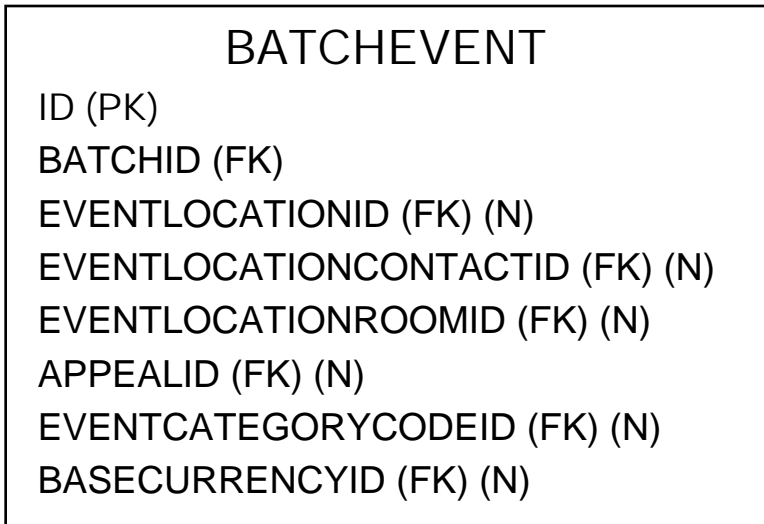 BATCHEVENT
ID (PK)
BATCHID (FK)
EVENTLOCATIONID (FK) (N)
EVENTLOCATIONCONTACTID (FK) (N)
EVENTLOCATIONROOMID (FK) (N)
APPEALID (FK) (N)
EVENTCATEGORYCODEID (FK) (N)
BASECURRENCYID (FK) (N)